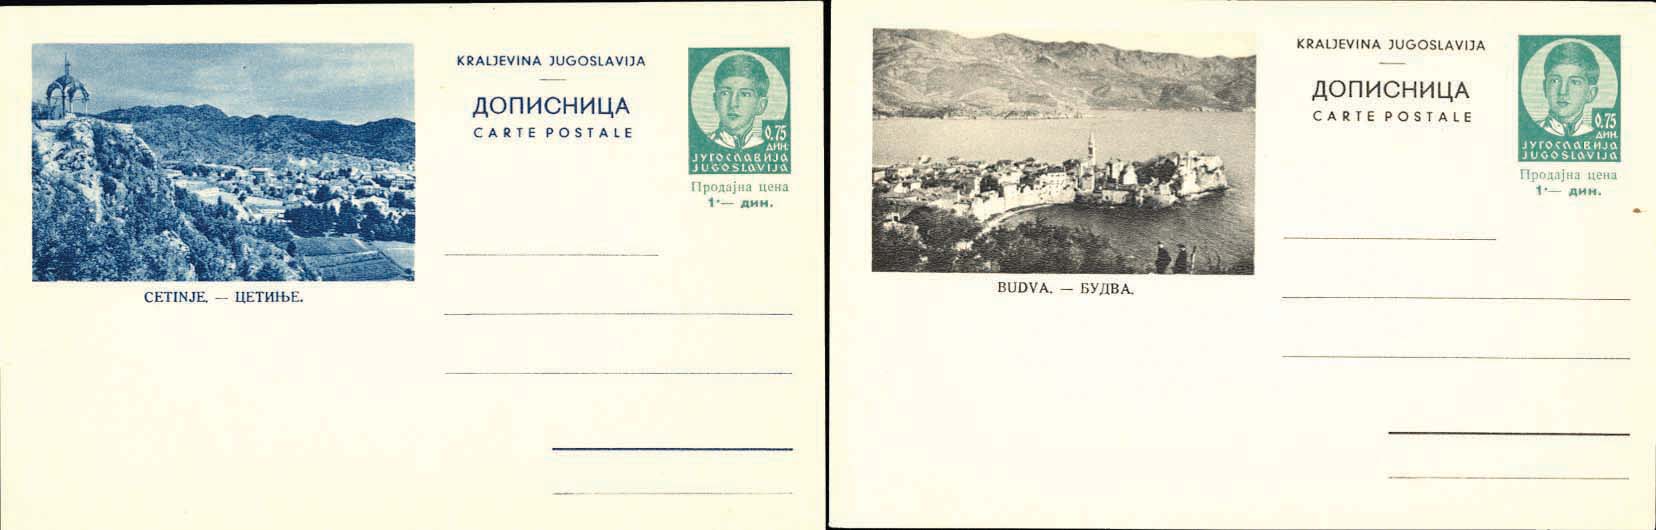 KRALJEVINA JUGOSLAVIJA
ДОПИСНИЦА
CARTE POSTALE
0.75
ДИН.
ЈУГОСЛАВИЈА
JUGOSLAVIJA
Продајна цена
1·— дин.
CETINJE. — ЦЕТИЊЕ.
KRALJEVINA JUGOSLAVIJA
ДОПИСНИЦА
CARTE POSTALE
0.75
ДИН.
ЈУГОСЛАВИЈА
JUGOSLAVIJA
Продајна цена
1·— дин.
BUDVA. — БУДВА.